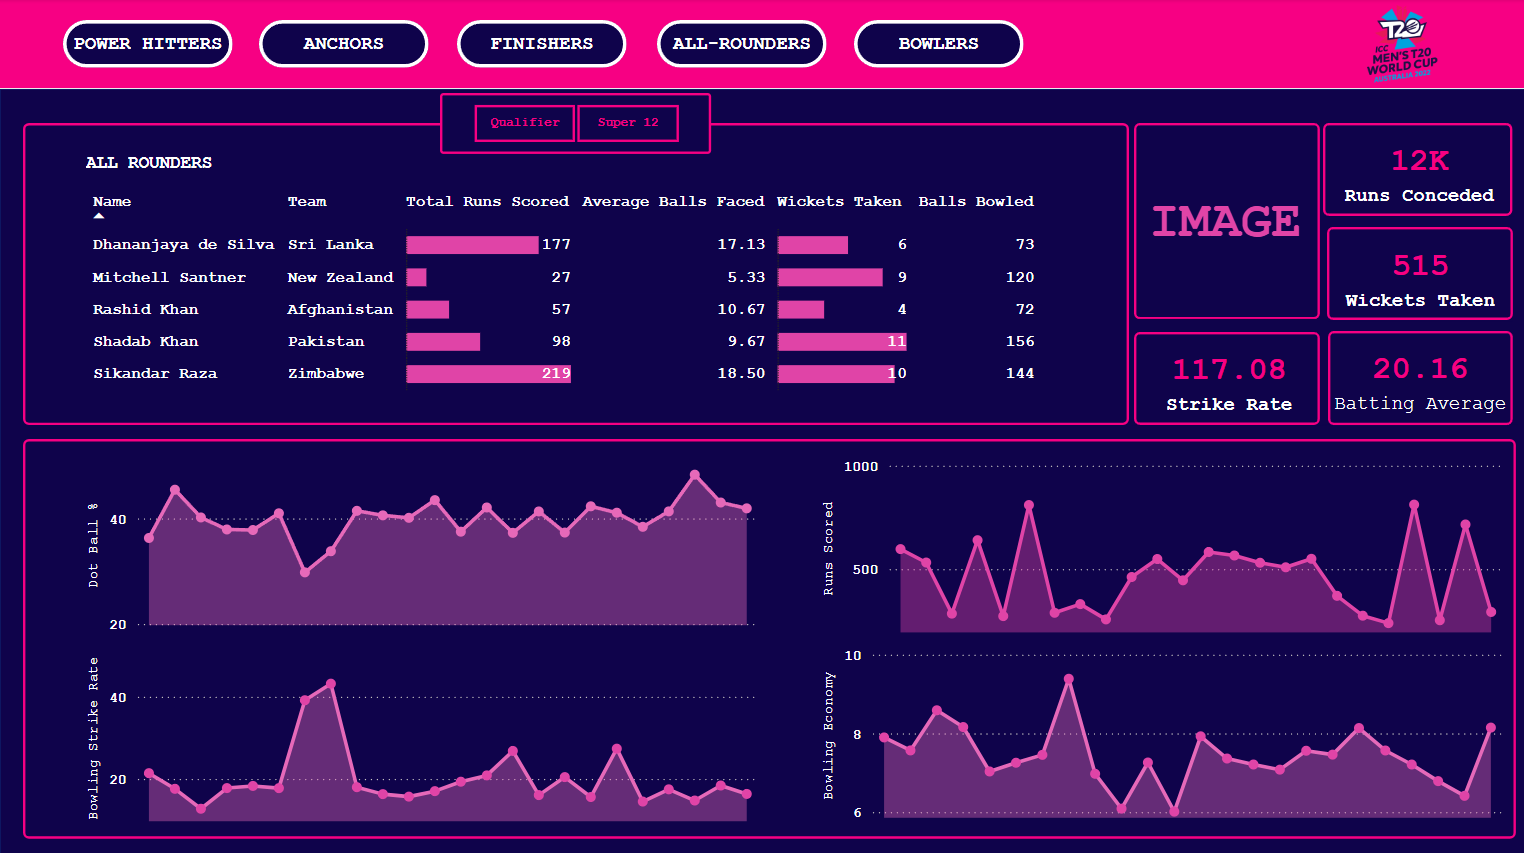 POWER HITTERS
ANCHORS
FINISHERS
ALL-ROUNDERS
BOWLERS
T20
ICC
MEN'S T20
WORLD CUP
AUSTRALIA 2022
Qualifier
Super 12
ALL ROUNDERS
Name Team Total Runs Scored Average Balls Faced Wickets Taken Balls Bowled
Dhananjaya de Silva Sri Lanka 177 17.13 6 73
Mitchell Santner New Zealand 27 5.33 9 120
Rashid Khan Afghanistan 57 10.67 4 72
Shadab Khan Pakistan 98 9.67 11 156
Sikandar Raza Zimbabwe 219 18.50 10 144
IMAGE
12K
Runs Conceded
515
Wickets Taken
117.08
Strike Rate
20.16
Batting Average
Dot Ball %
40
20
Runs Scored
1000
500
Bowling Strike Rate
40
20
Bowling Economy
10
8
6